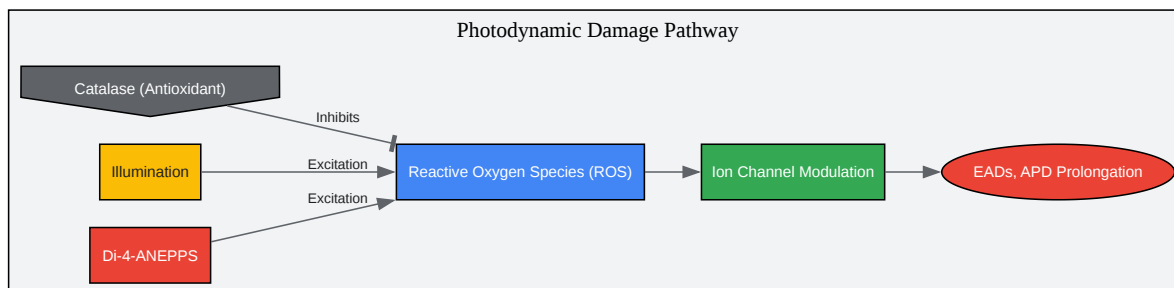 Photodynamic Damage Pathway
Catalase (Antioxidant)
Inhibits
Illumination
Excitation
Reactive Oxygen Species (ROS)
Ion Channel Modulation
EADs, APD Prolongation
Excitation
Di-4-ANEPPS